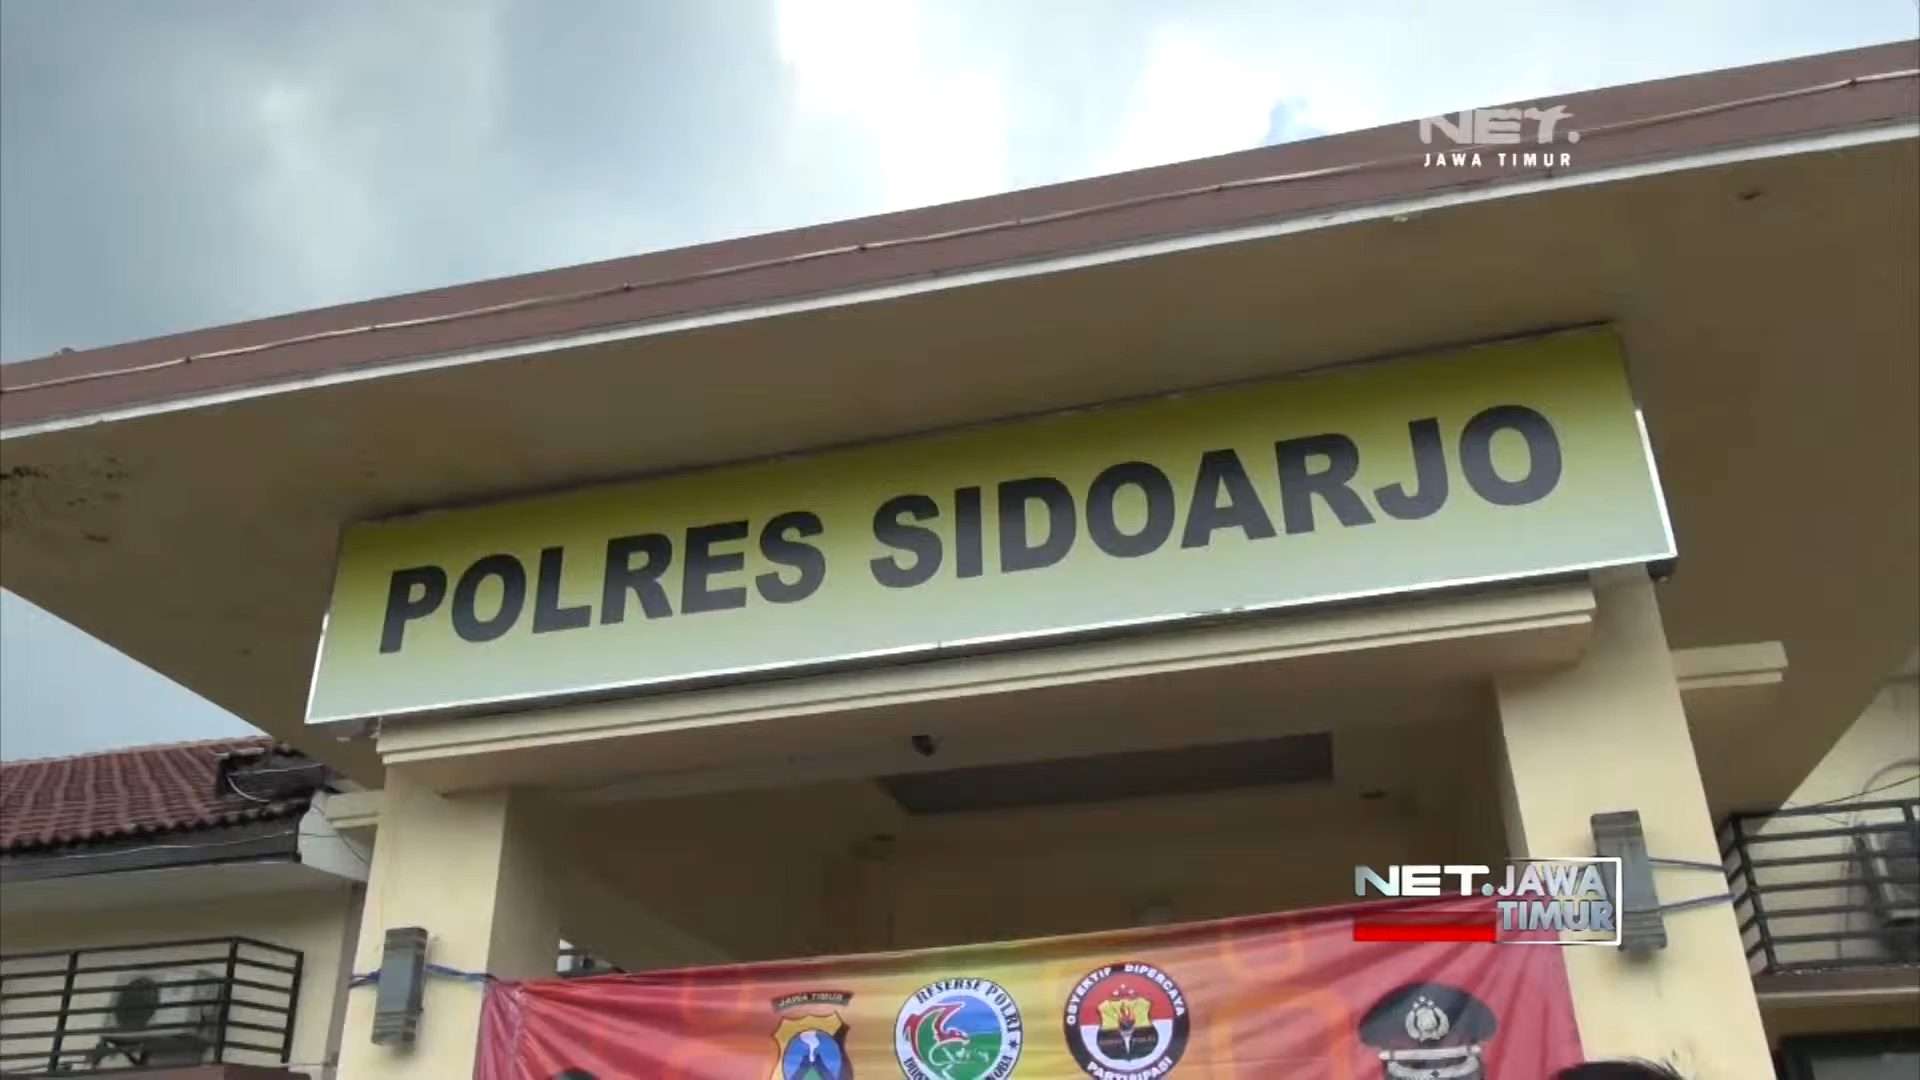 NET.
JAWA TIMUR
POLRES SIDOARJO
NET. JAWA
TIMUR
JAWA TIMUR
RESERSE POLRI
OBYEKTIF DIPERCAYA
PARTISIPASI